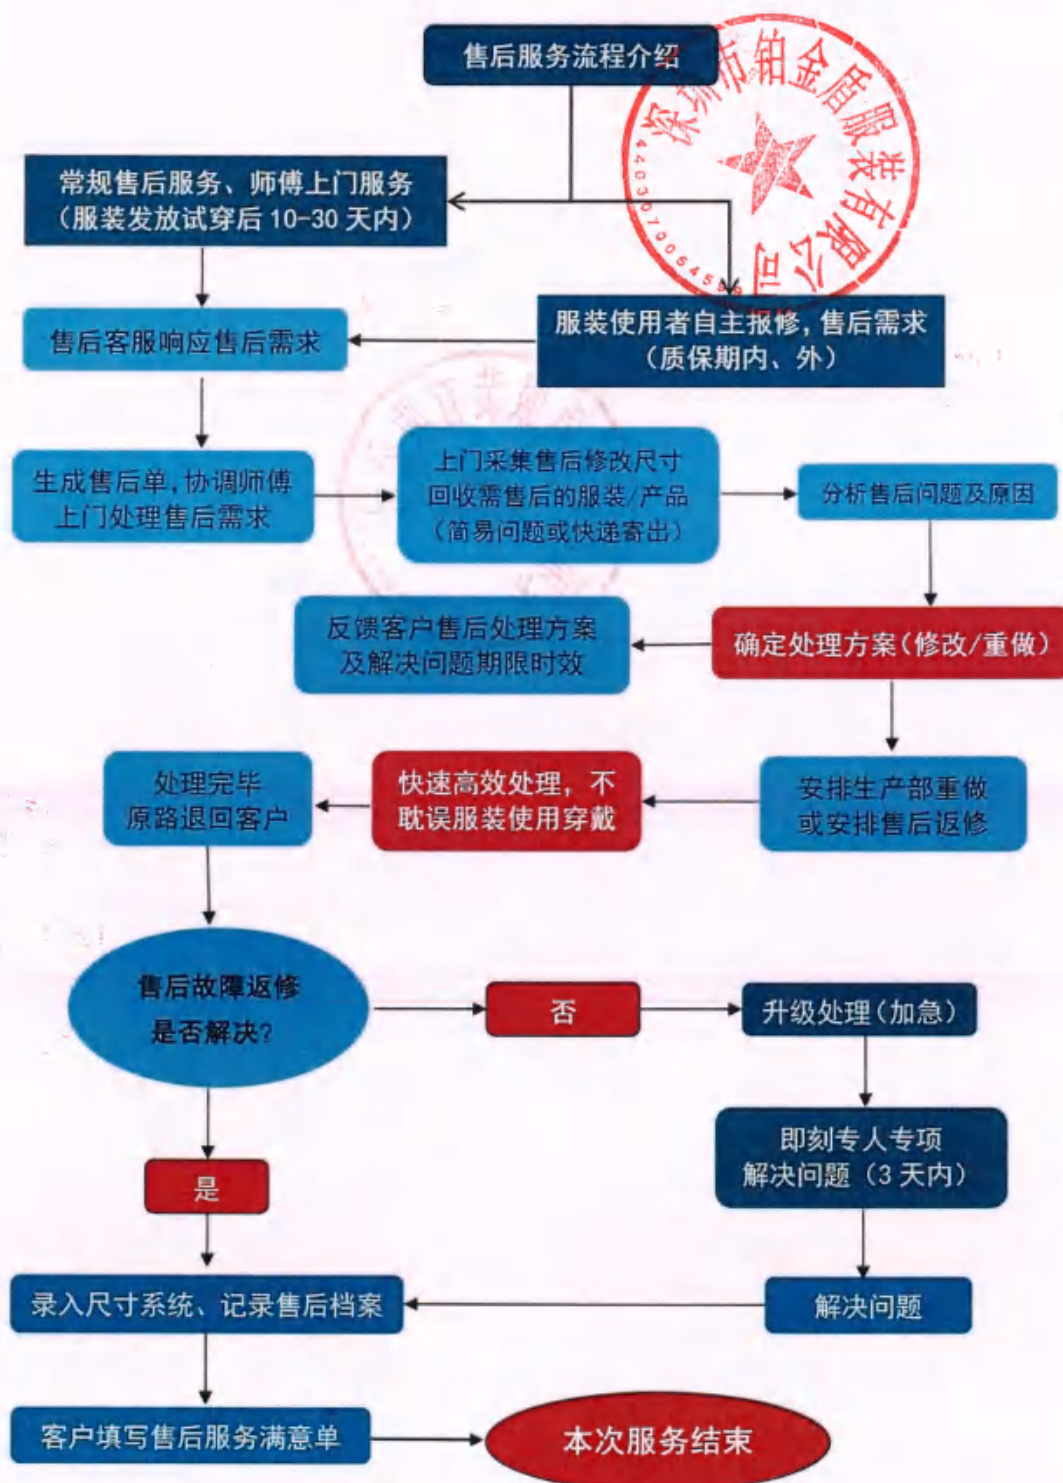 售后服务流程介绍
深圳市铂金盾服装有限公司
常规售后服务、师傅上门服务
（服装发放试穿后10-30天内）
服装使用者自主报修，售后需求
（质保期内、外）
售后客服响应售后需求
生成售后单，协调师傅
上门处理售后需求
上门采集售后修改尺寸
回收需售后的服装/产品
（简易问题或快递寄出）
分析售后问题及原因
确定处理方案（修改/重做）
反馈客户售后处理方案
及解决问题期限时效
安排生产部重做
或安排售后返修
快速高效处理，不
耽误服装使用穿戴
处理完毕
原路退回客户
售后故障返修
是否解决？
否
升级处理（加急）
即刻专人专项
解决问题（3天内）
是
解决问题
录入尺寸系统、记录售后档案
客户填写售后服务满意单
本次服务结束